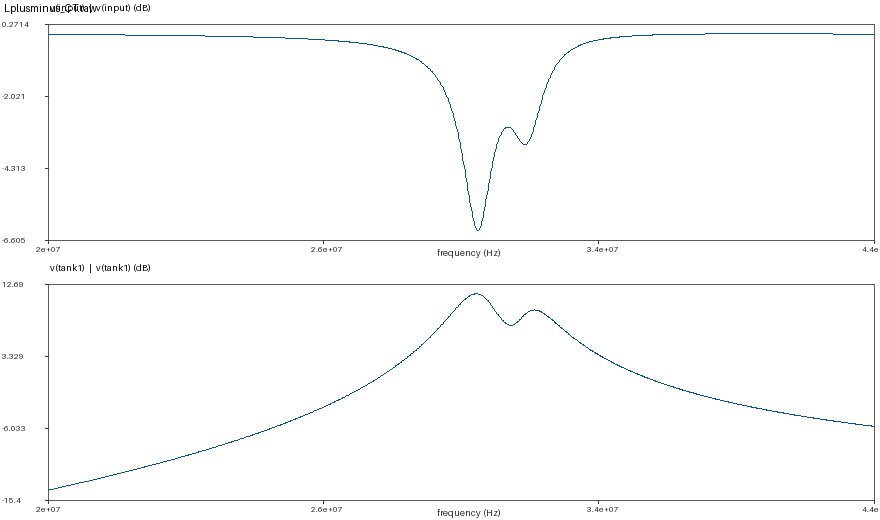 v(input) (dB)
0.2714
-2.021
-4.313
-6.605
2e+07
2.6e+07
3.4e+07
4.4e
frequency (Hz)
v(tank1) | v(tank1) (dB)
12.69
3.329
-6.033
-15.4
2e+07
2.6e+07
3.4e+07
4.4e
frequency (Hz)